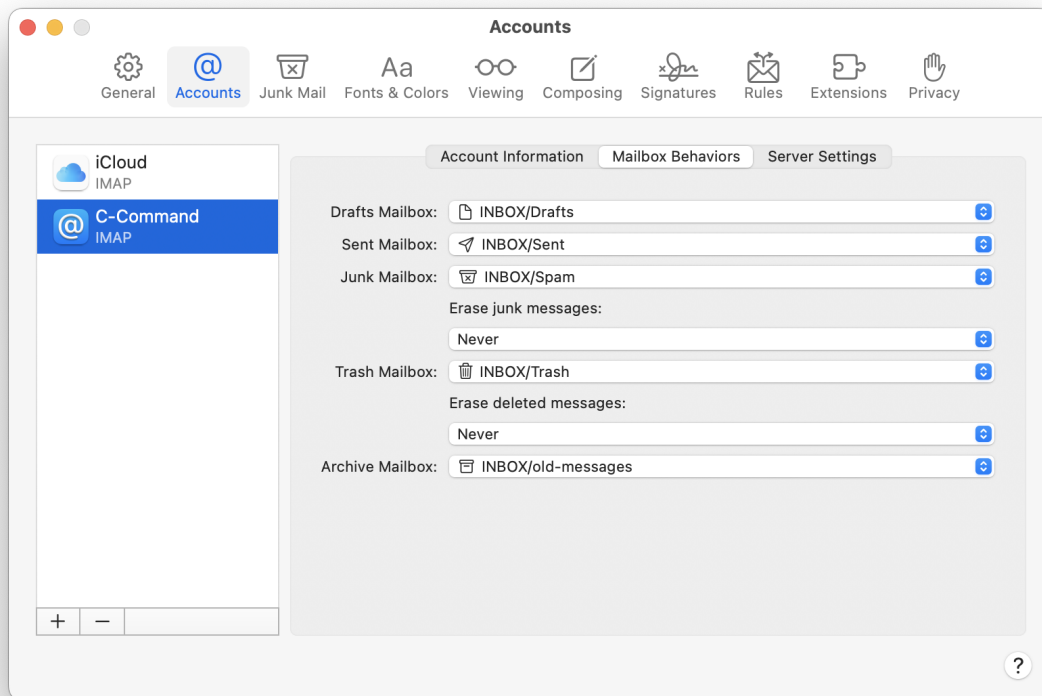 Accounts
General Accounts Junk Mail Fonts & Colors Viewing Composing Signatures Rules Extensions Privacy
iCloud
IMAP
C-Command
IMAP
Account Information Mailbox Behaviors Server Settings
Drafts Mailbox: INBOX/Drafts
Sent Mailbox: INBOX/Sent
Junk Mailbox: INBOX/Spam
Erase junk messages:
Never
Trash Mailbox: INBOX/Trash
Erase deleted messages:
Never
Archive Mailbox: INBOX/old-messages
+ −
?